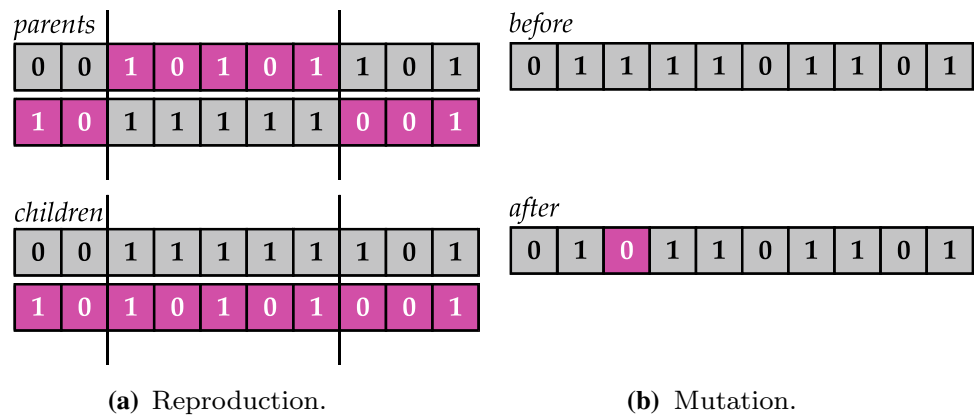 parents
0 0 1 0 1 0 1 1 0 1
1 0 1 1 1 1 1 0 0 1
children
0 0 1 1 1 1 1 1 0 1
1 0 1 0 1 0 1 0 0 1
(a) Reproduction.
before
0 1 1 1 1 0 1 1 0 1
after
0 1 0 1 1 0 1 1 0 1
(b) Mutation.